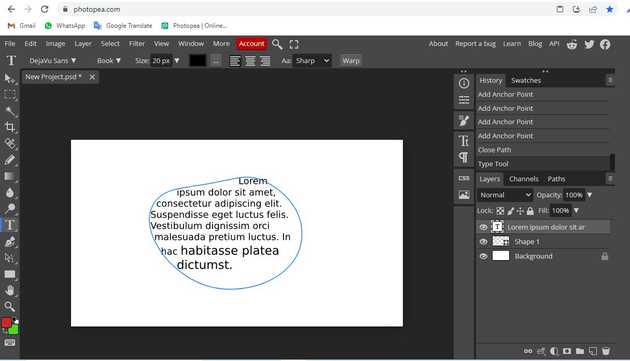 photopea.com
Gmail WhatsApp Google Translate Photopea | Online...
File Edit Image Layer Select Filter View Window More Account About Report a bug Learn Blog API
DejaVu Sans Book Size: 20 px ... Aa: Sharp Warp
New Project.psd *
History Swatches
Add Anchor Point
Add Anchor Point
Add Anchor Point
Add Anchor Point
Close Path
Type Tool
Layers Channels Paths
Normal Opacity: 100%
Lock: Fill: 100%
Lorem ipsum dolor sit ar
Shape 1
Background
CSS
Lorem
ipsum dolor sit amet,
consectetur adipiscing elit.
Suspendisse eget luctus felis.
Vestibulum dignissim orci
malesuada pretium luctus. In
hac habitasse platea
dictumst.